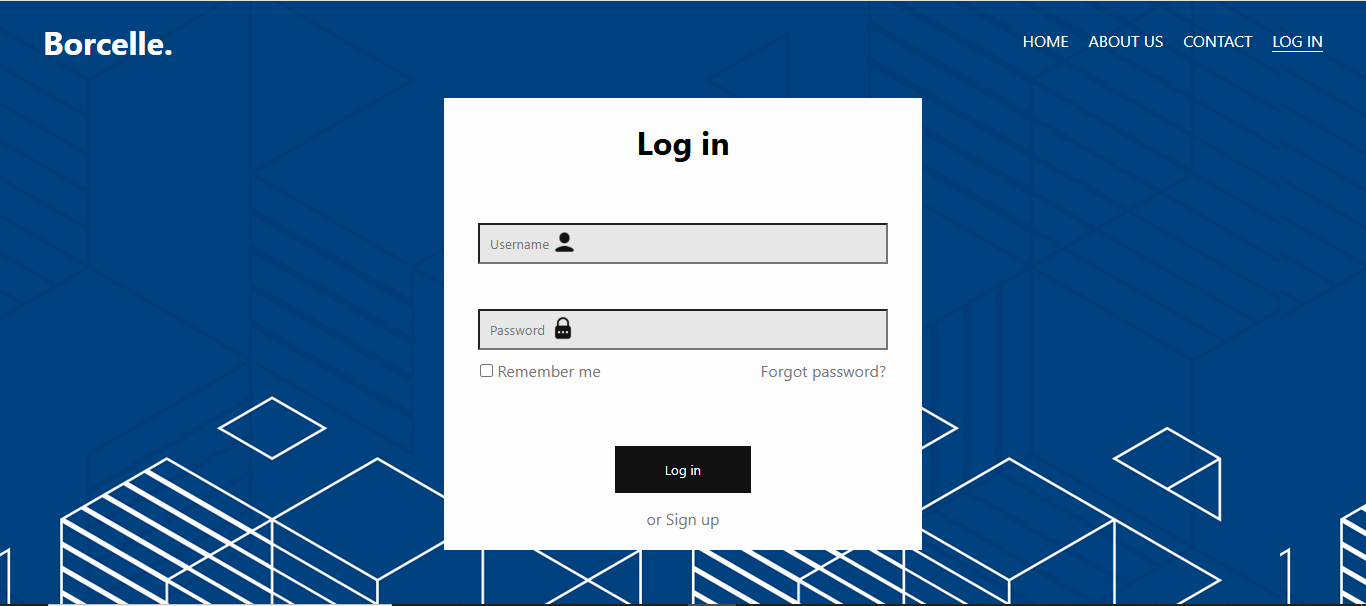 Borcelle.
HOME ABOUT US CONTACT LOG IN
Log in
Username
Password
Remember me Forgot password?
Log in
or Sign up